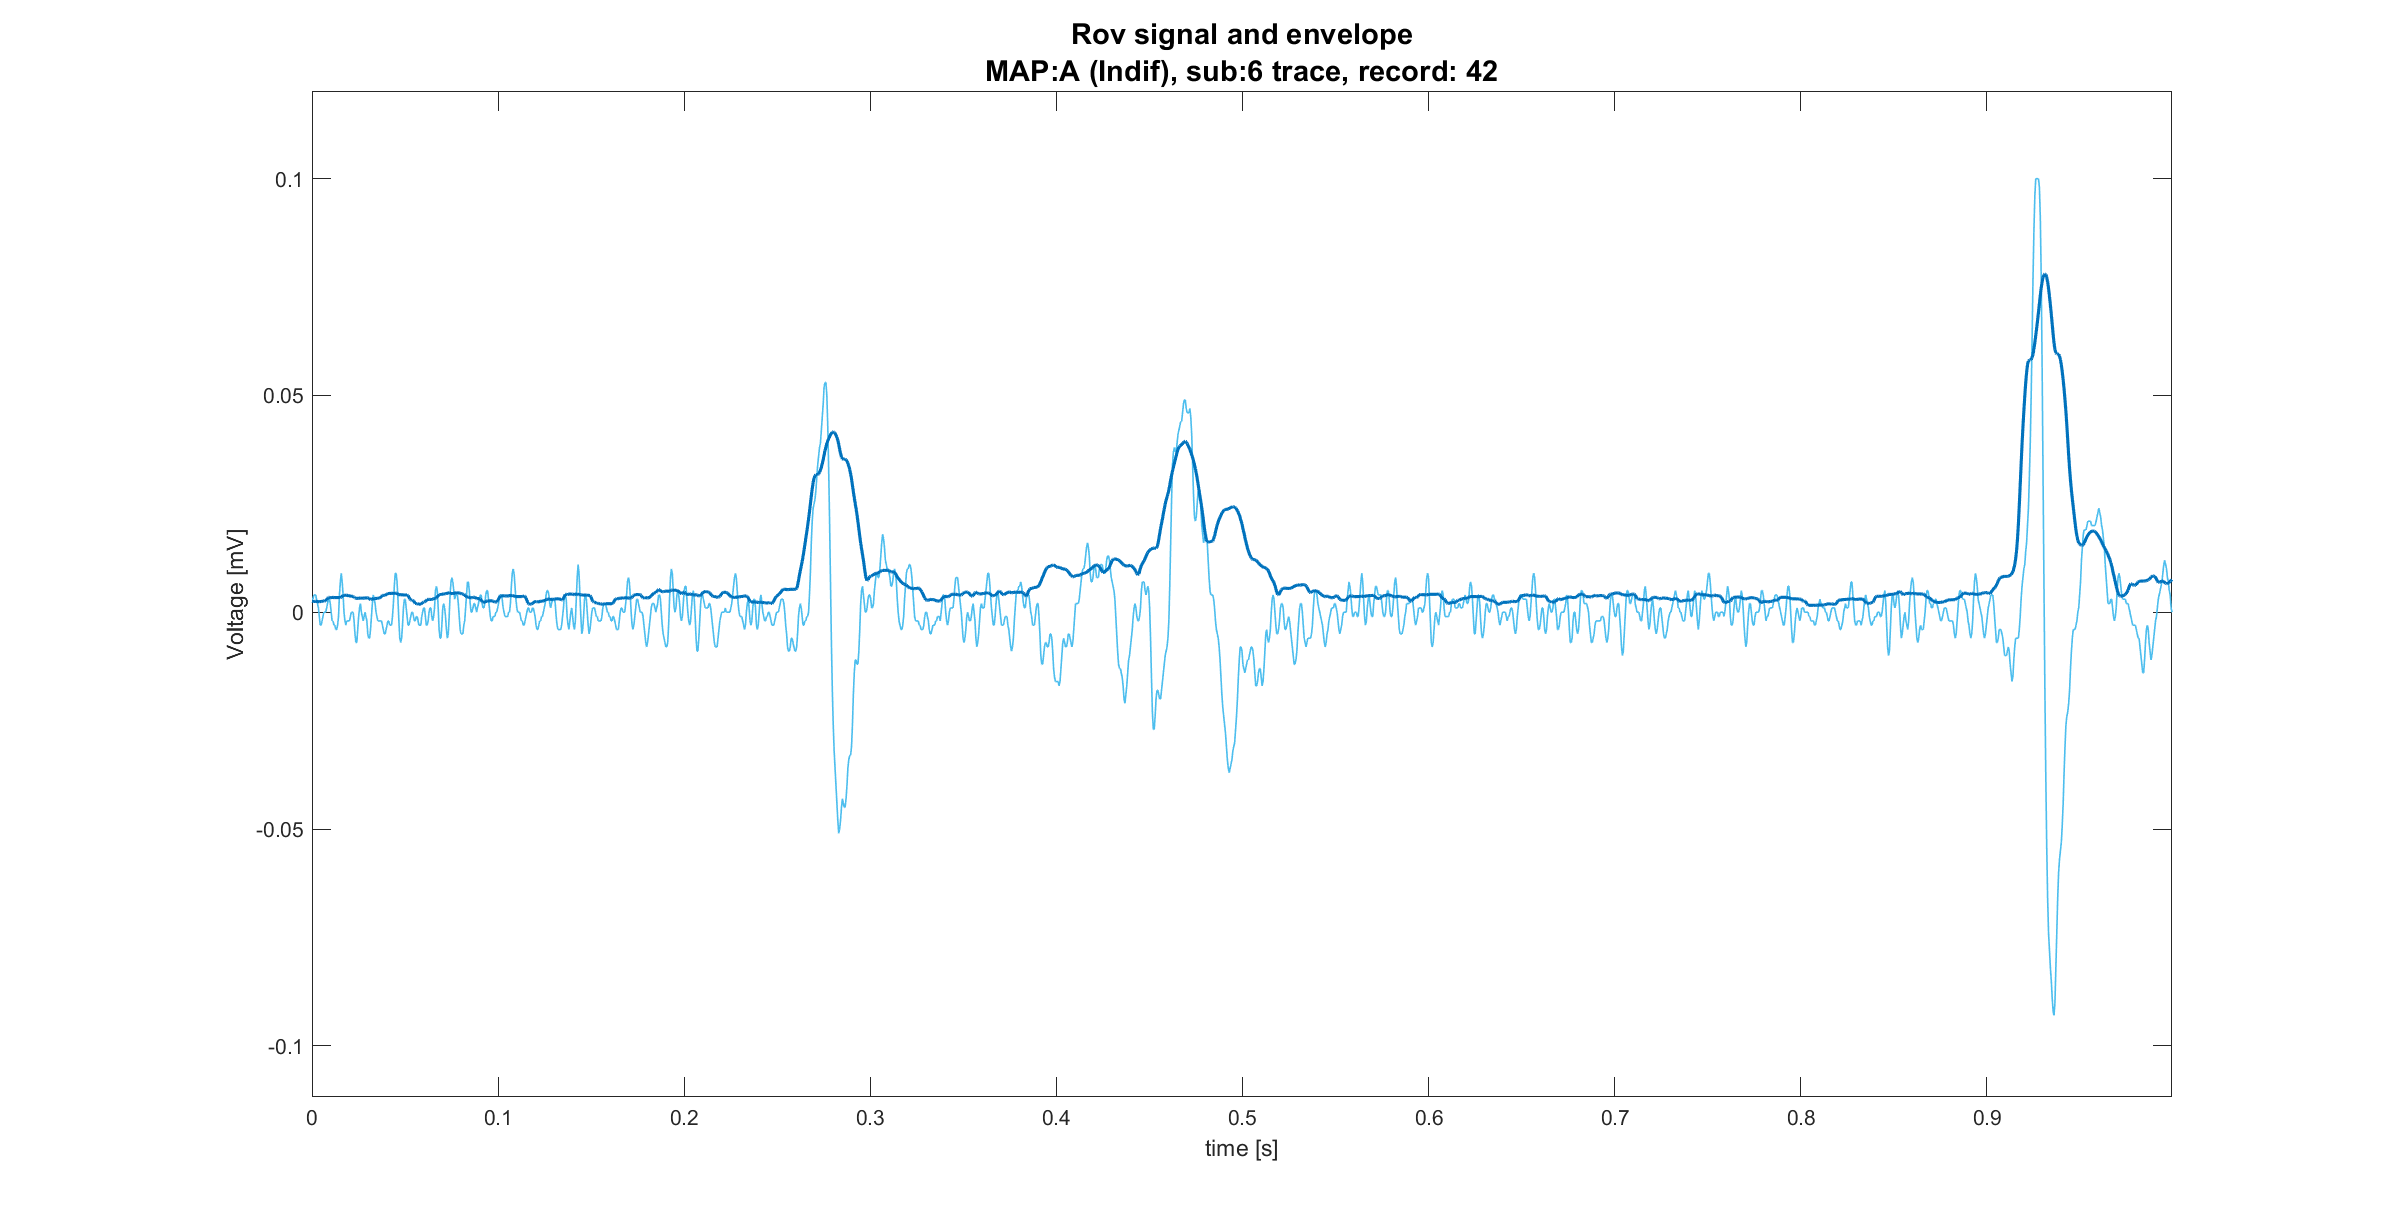 Rov signal and envelope
MAP:A (Indif), sub:6 trace, record: 42
0.1
0.05
0
-0.05
-0.1
Voltage [mV]
0 0.1 0.2 0.3 0.4 0.5 0.6 0.7 0.8 0.9
time [s]